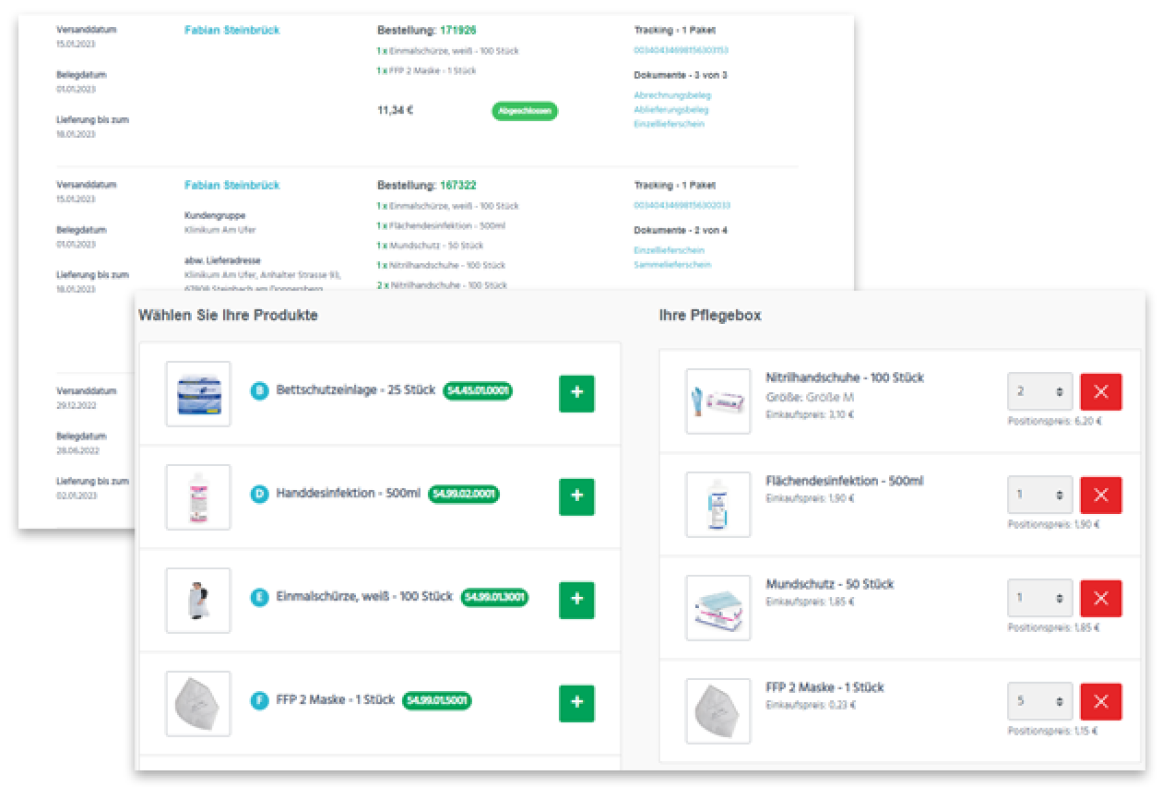 Versanddatum
15.01.2023
Belegdatum
01.01.2023
Lieferung bis zum
18.01.2023
Fabian Steinbrück
Bestellung: 171926
1 x Einmalschürze, weiß - 100 Stück
1 x FFP 2 Maske - 1 Stück
11,34 €
Abgeschlossen
Tracking - 1 Paket
00340434698156303153
Dokumente - 3 von 3
Abrechnungsbeleg
Ablieferungsbeleg
Einzellieferschein
Versanddatum
15.01.2023
Belegdatum
01.01.2023
Lieferung bis zum
18.01.2023
Fabian Steinbrück
Kundengruppe
Klinikum Am Ufer
abw. Lieferadresse
Klinikum Am Ufer, Anhalter Strasse 93,
67808 Steinbach am Donnersberg
Bestellung: 167322
1 x Einmalschürze, weiß - 100 Stück
1 x Flächendesinfektion - 500ml
1 x Mundschutz - 50 Stück
1 x Nitrilhandschuhe - 100 Stück
2 x Nitrilhandschuhe - 100 Stück
Tracking - 1 Paket
00340434698156302033
Dokumente - 2 von 4
Einzellieferschein
Sammellieferschein
Versanddatum
29.12.2022
Belegdatum
28.06.2022
Lieferung bis zum
02.01.2023
Wählen Sie Ihre Produkte
B Bettschutzeinlage - 25 Stück 54.45.01.0001
+
D Handdesinfektion - 500ml 54.99.02.0001
+
E Einmalschürze, weiß - 100 Stück 54.99.01.3001
+
F FFP 2 Maske - 1 Stück 54.99.01.5001
+
Ihre Pflegebox
Nitrilhandschuhe - 100 Stück
Größe: Größe M
Einkaufspreis: 3,10 €
2
Positionspreis: 6,20 €
Flächendesinfektion - 500ml
Einkaufspreis: 1,90 €
1
Positionspreis: 1,90 €
Mundschutz - 50 Stück
Einkaufspreis: 1,85 €
1
Positionspreis: 1,85 €
FFP 2 Maske - 1 Stück
Einkaufspreis: 0,23 €
5
Positionspreis: 1,15 €